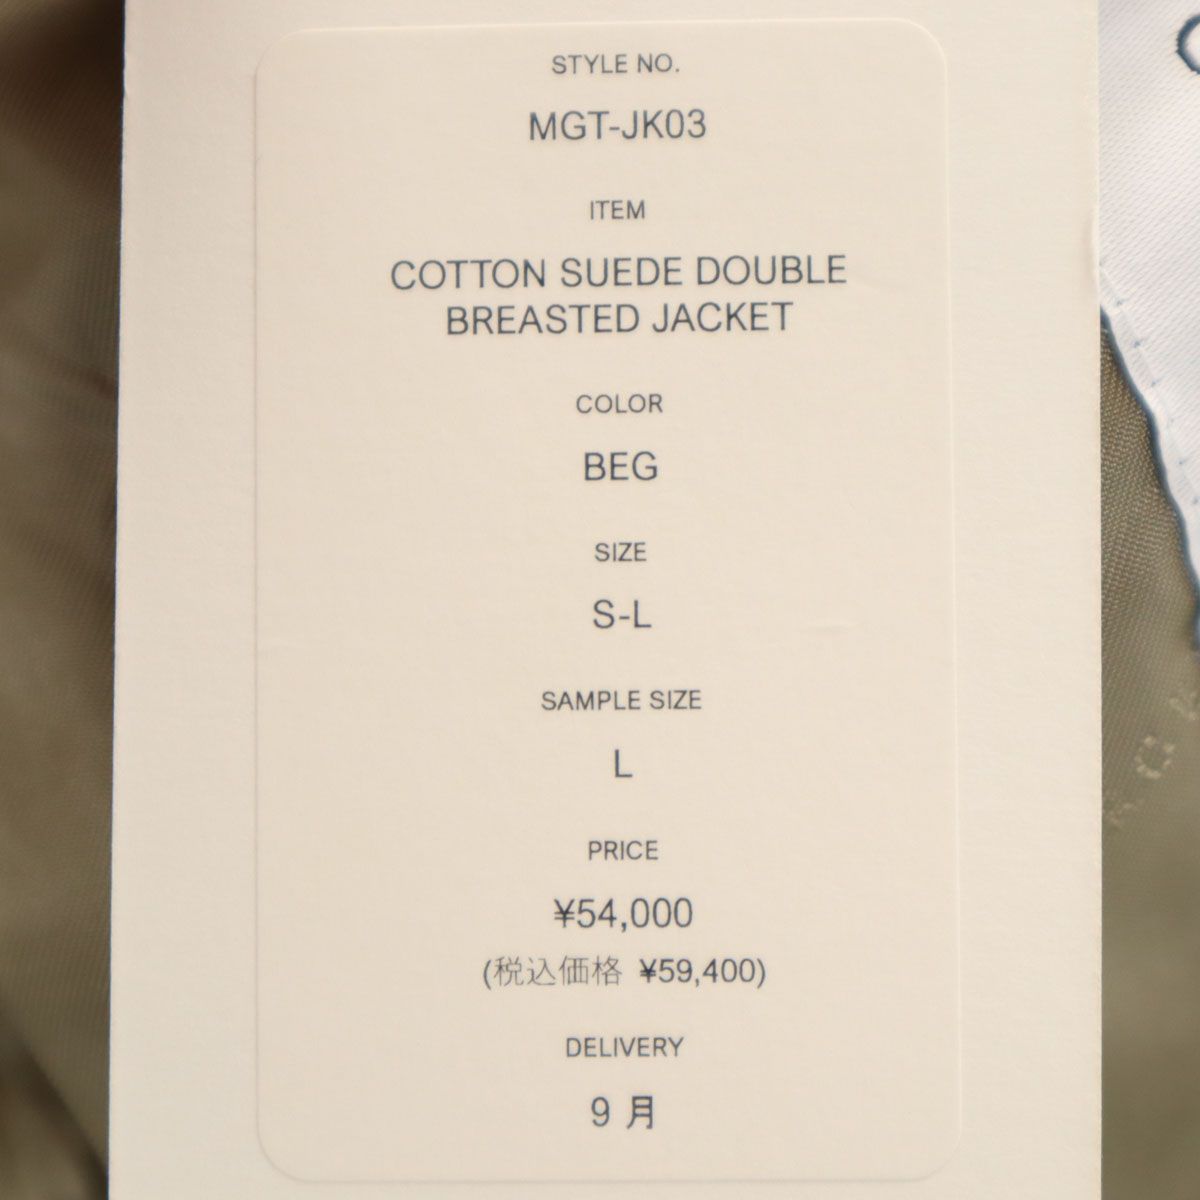 STYLE NO.
MGT-JK03
ITEM
COTTON SUEDE DOUBLE
BREASTED JACKET
COLOR
BEG
SIZE
S-L
SAMPLE SIZE
L
PRICE
¥54,000
(税込価格 ¥59,400)
DELIVERY
9 月